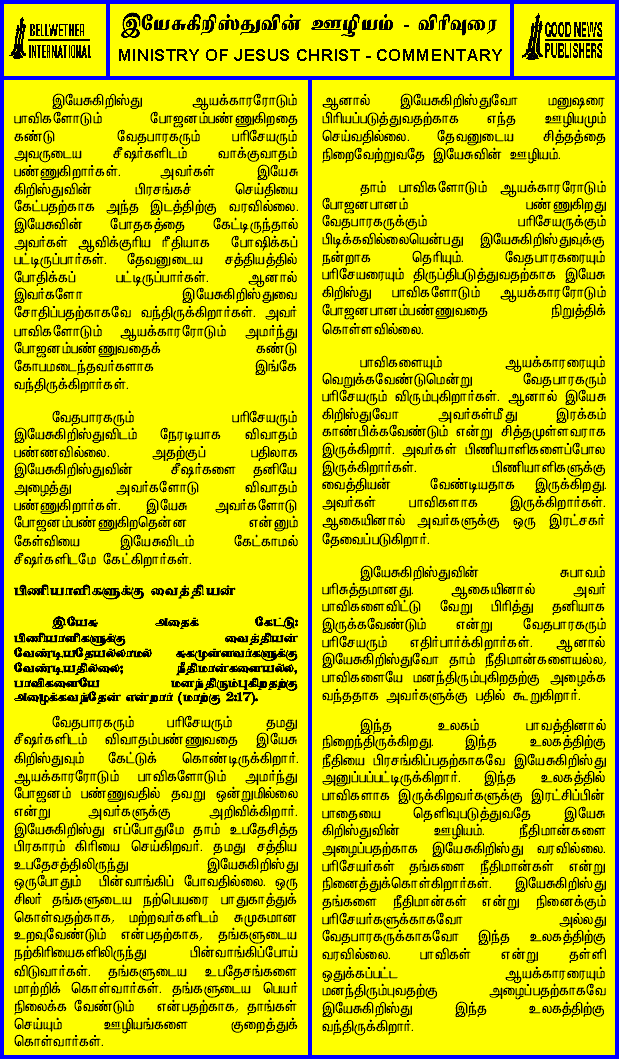 BELLWETHER
INTERNATIONAL
இயேசுகிறிஸ்துவின் ஊழியம் - விரிவுரை
MINISTRY OF JESUS CHRIST - COMMENTARY
GOOD NEWS
PUBLISHERS
இயேசுகிறிஸ்து ஆயக்காரரோடும்
பாவிகளோடும் போஜனம்பண்ணுகிறதை
கண்டு வேதபாரகரும் பரிசேயரும்
அவருடைய சீஷர்களிடம் வாக்குவாதம்
பண்ணுகிறார்கள். அவர்கள் இயேசு
கிறிஸ்துவின் பிரசங்கச் செய்தியை
கேட்பதற்காக அந்த இடத்திற்கு வரவில்லை.
இயேசுவின் போதகத்தை கேட்டிருந்தால்
அவர்கள் ஆவிக்குரிய ரீதியாக போஷிக்கப்
பட்டிருப்பார்கள். தேவனுடைய சத்தியத்தில்
போதிக்கப் பட்டிருப்பார்கள். ஆனால்
இவர்களோ இயேசுகிறிஸ்துவை
சோதிப்பதற்காகவே வந்திருக்கிறார்கள். அவர்
பாவிகளோடும் ஆயக்காரரோடும் அமர்ந்து
போஜனம்பண்ணுவதைக் கண்டு
கோபமடைந்தவர்களாக இங்கே
வந்திருக்கிறார்கள்.
வேதபாரகரும் பரிசேயரும்
இயேசுகிறிஸ்துவிடம் நேரடியாக விவாதம்
பண்ணவில்லை. அதற்குப் பதிலாக
இயேசுகிறிஸ்துவின் சீஷர்களை தனியே
அழைத்து அவர்களோடு விவாதம்
பண்ணுகிறார்கள். இயேசு அவர்களோடு
போஜனம்பண்ணுகிறதென்ன என்னும்
கேள்வியை இயேசுவிடம் கேட்காமல்
சீஷர்களிடமே கேட்கிறார்கள்.
பிணியாளிகளுக்கு வைத்தியன்
இயேசு அதைக் கேட்டு:
பிணியாளிகளுக்கு வைத்தியன்
வேண்டியதேயல்லாமல் சுகமுள்ளவர்களுக்கு
வேண்டியதில்லை; நீதிமான்களையல்ல,
பாவிகளையே மனந்திரும்புகிறதற்கு
அழைக்கவந்தேன் என்றார் (மாற்கு 2:17).
வேதபாரகரும் பரிசேயரும் தமது
சீஷர்களிடம் விவாதம்பண்ணுவதை இயேசு
கிறிஸ்துவும் கேட்டுக் கொண்டிருக்கிறார்.
ஆயக்காரரோடும் பாவிகளோடும் அமர்ந்து
போஜனம் பண்ணுவதில் தவறு ஒன்றுமில்லை
என்று அவர்களுக்கு அறிவிக்கிறார்.
இயேசுகிறிஸ்து எப்போதுமே தாம் உபதேசித்த
பிரகாரம் கிரியை செய்கிறவர். தமது சத்திய
உபதேசத்திலிருந்து இயேசுகிறிஸ்து
ஒருபோதும் பின்வாங்கிப் போவதில்லை. ஒரு
சிலர் தங்களுடைய நற்பெயரை பாதுகாத்துக்
கொள்வதற்காக, மற்றவர்களிடம் சுமுகமான
உறவுவேண்டும் என்பதற்காக, தங்களுடைய
நற்கிரியைகளிலிருந்து பின்வாங்கிப்போய்
விடுவார்கள். தங்களுடைய உபதேசங்களை
மாற்றிக் கொள்வார்கள். தங்களுடைய பெயர்
நிலைக்க வேண்டும் என்பதற்காக, தாங்கள்
செய்யும் ஊழியங்களை குறைத்துக்
கொள்வார்கள்.
ஆனால் இயேசுகிறிஸ்துவோ மனுஷரை
பிரியப்படுத்துவதற்காக எந்த ஊழியமும்
செய்வதில்லை. தேவனுடைய சித்தத்தை
நிறைவேற்றுவதே இயேசுவின் ஊழியம்.
தாம் பாவிகளோடும் ஆயக்காரரோடும்
போஜனபானம் பண்ணுகிறது
வேதபாரகருக்கும் பரிசேயருக்கும்
பிடிக்கவில்லையென்பது இயேசுகிறிஸ்துவுக்கு
நன்றாக தெரியும். வேதபாரகரையும்
பரிசேயரையும் திருப்திபடுத்துவதற்காக இயேசு
கிறிஸ்து பாவிகளோடும் ஆயக்காரரோடும்
போஜனபானம்பண்ணுவதை நிறுத்திக்
கொள்ளவில்லை.
பாவிகளையும் ஆயக்காரரையும்
வெறுக்கவேண்டுமென்று வேதபாரகரும்
பரிசேயரும் விரும்புகிறார்கள். ஆனால் இயேசு
கிறிஸ்துவோ அவர்கள்மீது இரக்கம்
காண்பிக்கவேண்டும் என்று சித்தமுள்ளவராக
இருக்கிறார். அவர்கள் பிணியாளிகளைப்போல
இருக்கிறார்கள். பிணியாளிகளுக்கு
வைத்தியன் வேண்டியதாக இருக்கிறது.
அவர்கள் பாவிகளாக இருக்கிறார்கள்.
ஆகையினால் அவர்களுக்கு ஒரு இரட்சகர்
தேவைப்படுகிறார்.
இயேசுகிறிஸ்துவின் சுபாவம்
பரிசுத்தமானது. ஆகையினால் அவர்
பாவிகளைவிட்டு வேறு பிரித்து தனியாக
இருக்கவேண்டும் என்று வேதபாரகரும்
பரிசேயரும் எதிர்பார்க்கிறார்கள். ஆனால்
இயேசுகிறிஸ்துவோ தாம் நீதிமான்களையல்ல,
பாவிகளையே மனந்திரும்புகிறதற்கு அழைக்க
வந்ததாக அவர்களுக்கு பதில் கூறுகிறார்.
இந்த உலகம் பாவத்தினால்
நிறைந்திருக்கிறது. இந்த உலகத்திற்கு
நீதியை பிரசங்கிப்பதற்காகவே இயேசுகிறிஸ்து
அனுப்பப்பட்டிருக்கிறார். இந்த உலகத்தில்
பாவிகளாக இருக்கிறவர்களுக்கு இரட்சிப்பின்
பாதையை தெளிவுபடுத்துவதே இயேசு
கிறிஸ்துவின் ஊழியம். நீதிமான்களை
அழைப்பதற்காக இயேசுகிறிஸ்து வரவில்லை.
பரிசேயர்கள் தங்களை நீதிமான்கள் என்று
நினைத்துக்கொள்கிறார்கள். இயேசுகிறிஸ்து
தங்களை நீதிமான்கள் என்று நினைக்கும்
பரிசேயர்களுக்காகவோ அல்லது
வேதபாரகருக்காகவோ இந்த உலகத்திற்கு
வரவில்லை. பாவிகள் என்று தள்ளி
ஒதுக்கப்பட்ட ஆயக்காரரையும்
மனந்திரும்புவதற்கு அழைப்பதற்காகவே
இயேசுகிறிஸ்து இந்த உலகத்திற்கு
வந்திருக்கிறார்.